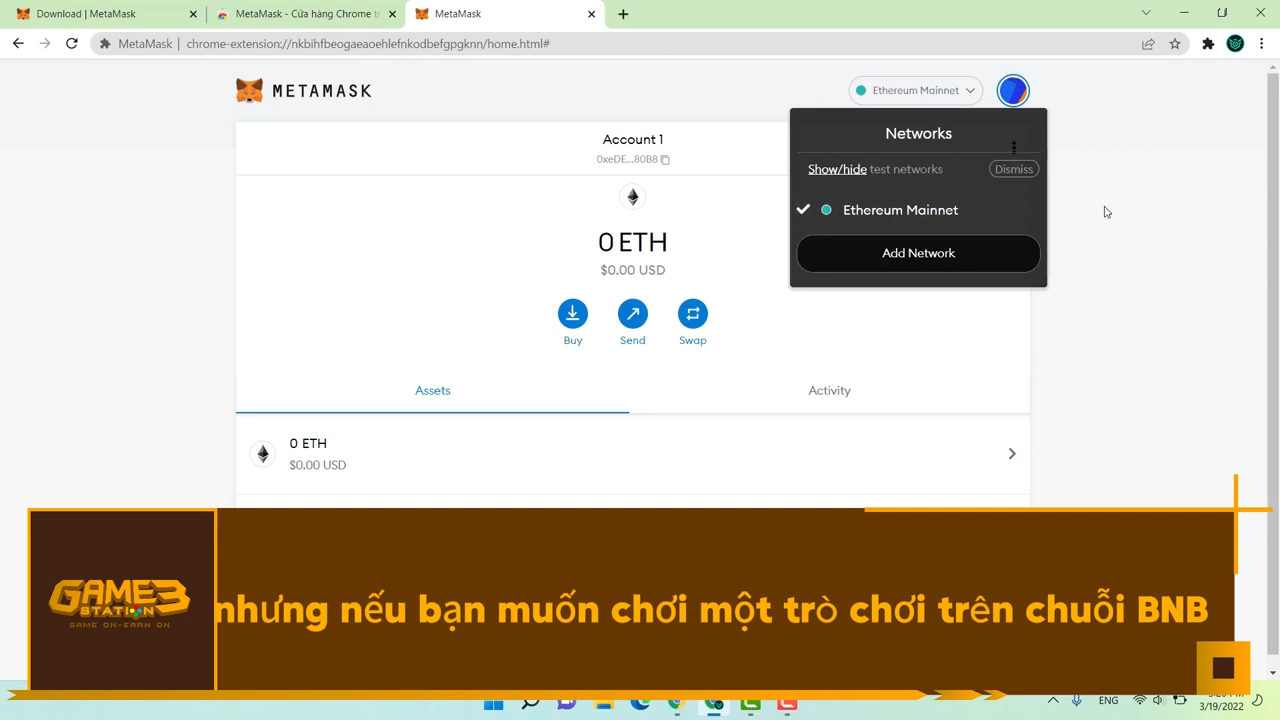 Download | MetaMask
MetaMask - Cửa hàng Chrome tr
MetaMask
MetaMask | chrome-extension://nkbihfbeogaeaoehlefnkodbefgpgknn/home.html#
METAMASK
Ethereum Mainnet
Account 1
0xeDE...80B8
Networks
Show/hide test networks
Dismiss
Ethereum Mainnet
Add Network
0 ETH
$0.00 USD
Buy
Send
Swap
Assets
Activity
0 ETH
$0.00 USD
GAME3
STATION
GAME ON-EARN ON
nhưng nếu bạn muốn chơi một trò chơi trên chuỗi BNB
ENG
3/19/2022